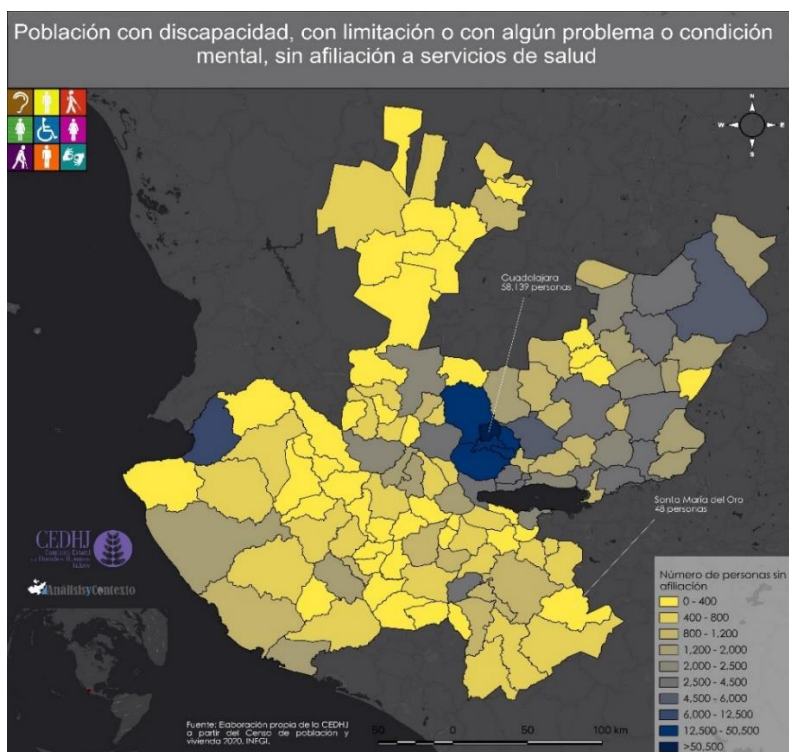 Población con discapacidad, con limitación o con algún problema o condición
mental, sin afiliación a servicios de salud
N
W
E
S
Guadalajara
58,139 personas
Santa María del Oro
48 personas
CEDHJ
AnálisisyContexto
Número de personas sin
afiliación
0 - 400
400 - 800
800 - 1,200
1,200 - 2,000
2,000 - 2,500
2,500 - 4,500
4,500 - 6,000
6,000 - 12,500
12,500 - 50,500
>50,500
Fuente: Elaboración propia de la CEDHJ
a partir del Censo de población y
vivienda 2020, INEGI.
50 0 50 100 km